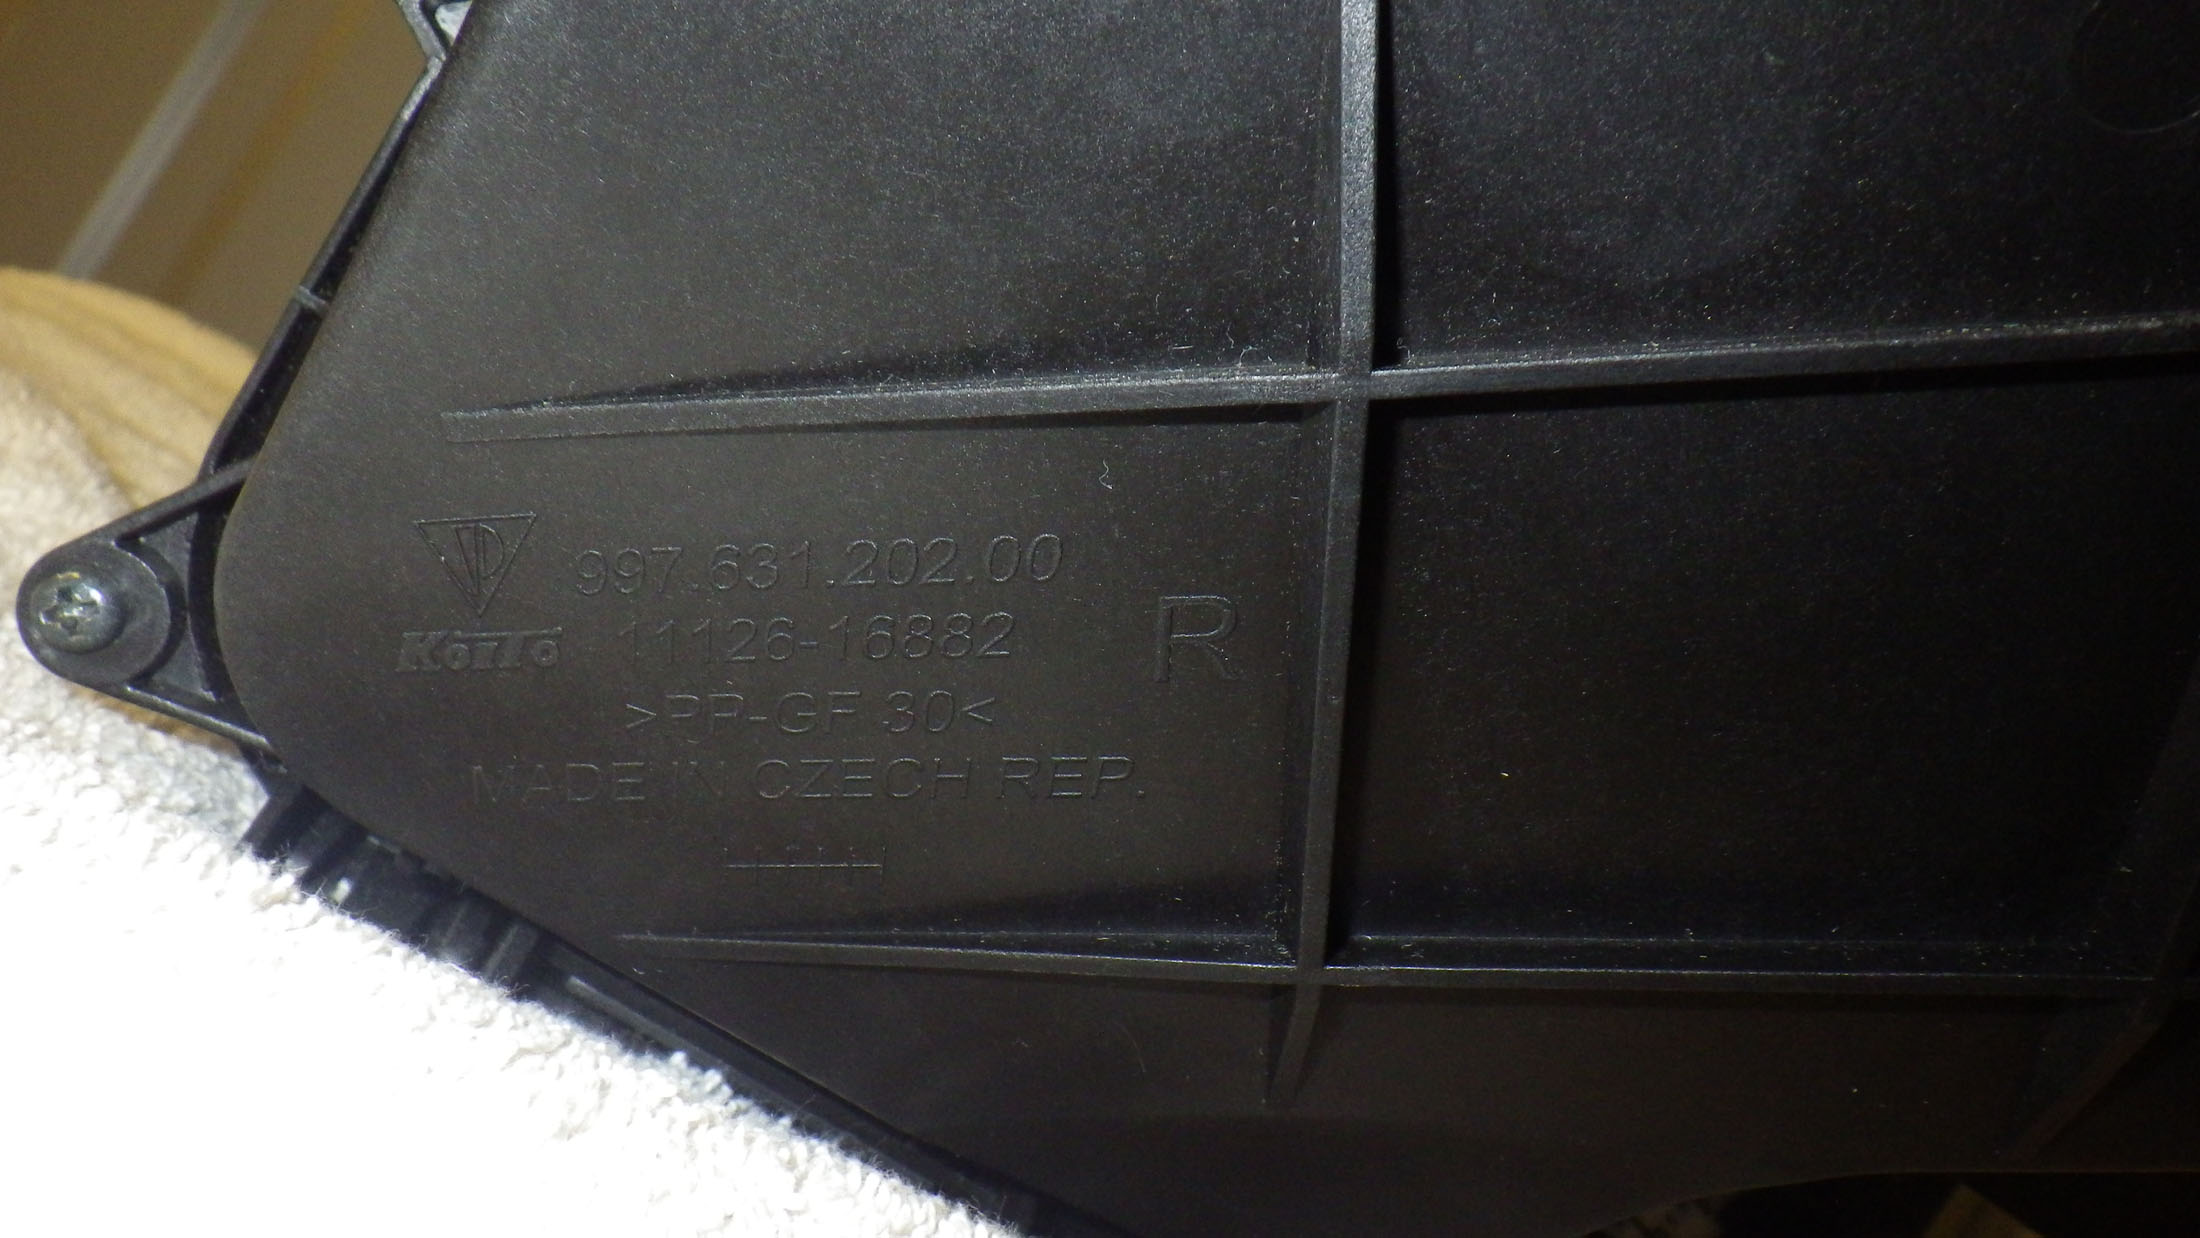 997.631.202.00
KOITO 11126-16882
R
>PP-GF 30<
MADE IN CZECH REP.